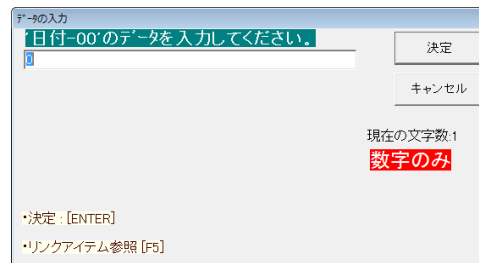 ﾃﾞｰﾀの入力
'日付-00'のﾃﾞｰﾀを入力してください。
0
決定
キャンセル
現在の文字数:1
数字のみ
・決定 : [ENTER]
・リンクアイテム参照 [F5]